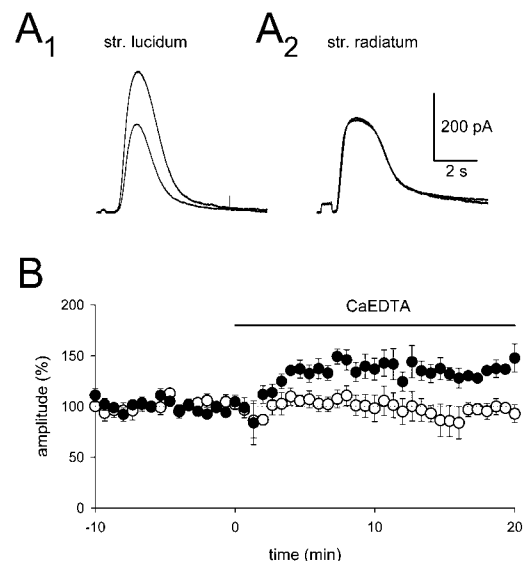 A1
str. lucidum
A2
str. radiatum
200 pA
2 s
B
CaEDTA
200
150
100
50
0
amplitude (%)
-10
0
10
20
time (min)